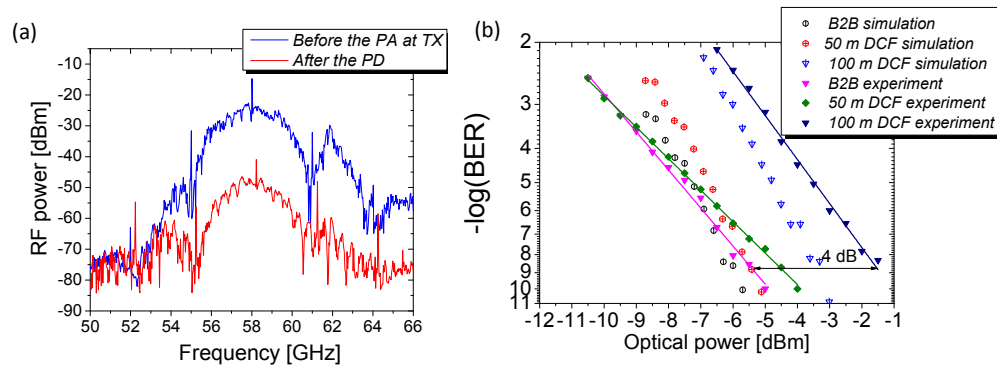 (a)
Before the PA at TX
After the PD
-10
-20
-30
-40
-50
-60
-70
-80
-90
50 52 54 56 58 60 62 64 66
RF power [dBm]
Frequency [GHz]
(b)
B2B simulation
50 m DCF simulation
100 m DCF simulation
B2B experiment
50 m DCF experiment
100 m DCF experiment
2
3
4
5
6
7
8
9
10
11
4 dB
-12 -11 -10 -9 -8 -7 -6 -5 -4 -3 -2 -1
-log(BER)
Optical power [dBm]